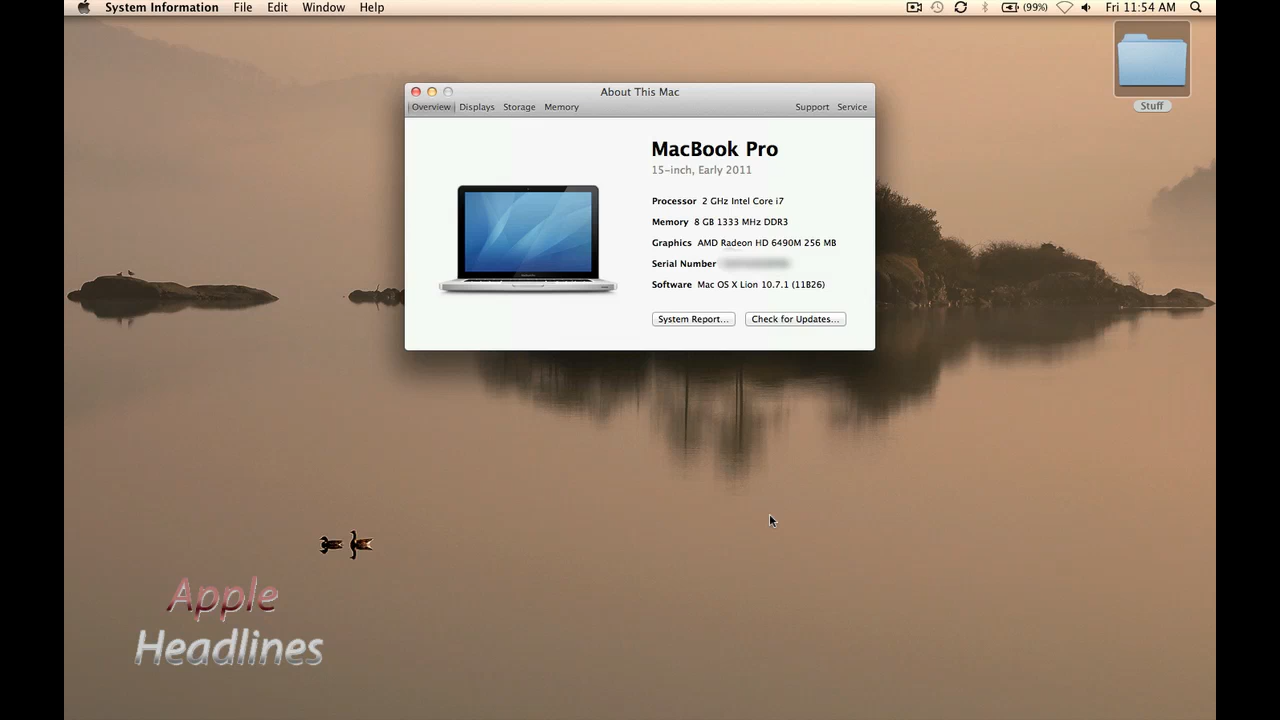 System Information File Edit Window Help (99%) Fri 11:54 AM
Stuff
About This Mac
Overview Displays Storage Memory Support Service
MacBook Pro
15-inch, Early 2011
Processor 2 GHz Intel Core i7
Memory 8 GB 1333 MHz DDR3
Graphics AMD Radeon HD 6490M 256 MB
Serial Number
Software Mac OS X Lion 10.7.1 (11B26)
System Report... Check for Updates...
Apple
Headlines